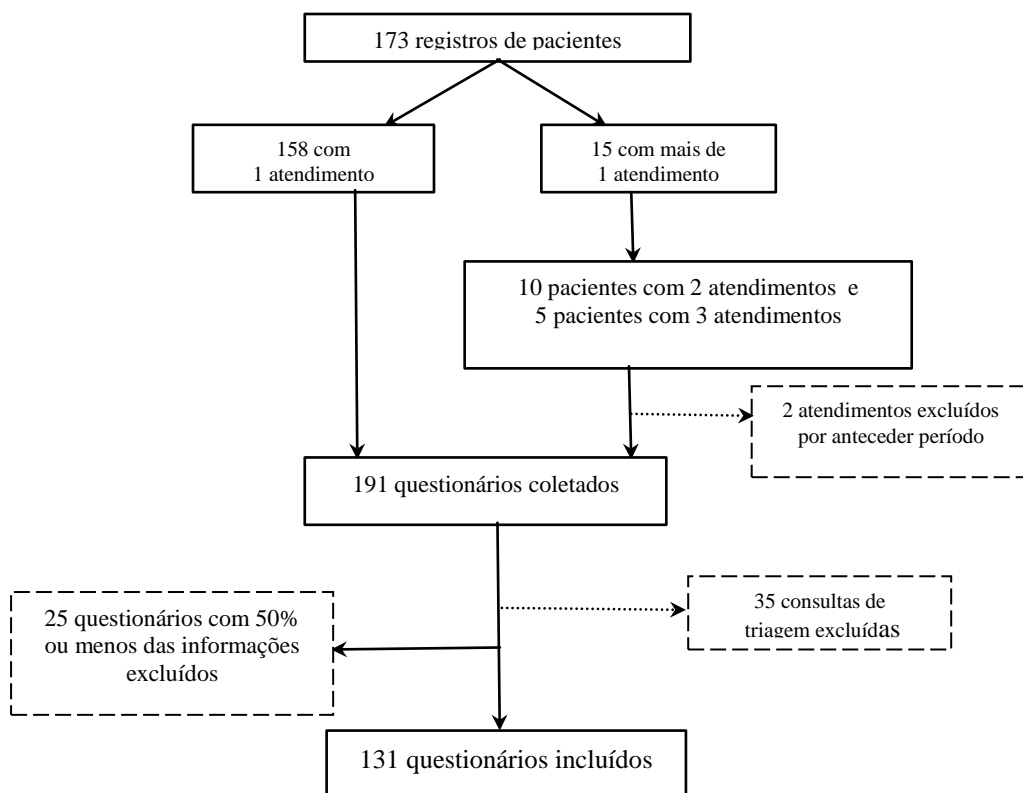 173 registros de pacientes
158 com
1 atendimento
15 com mais de
1 atendimento
10 pacientes com 2 atendimentos e
5 pacientes com 3 atendimentos
2 atendimentos excluídos
por anteceder período
191 questionários coletados
25 questionários com 50%
ou menos das informações
excluídos
35 consultas de
triagem excluídas
131 questionários incluídos